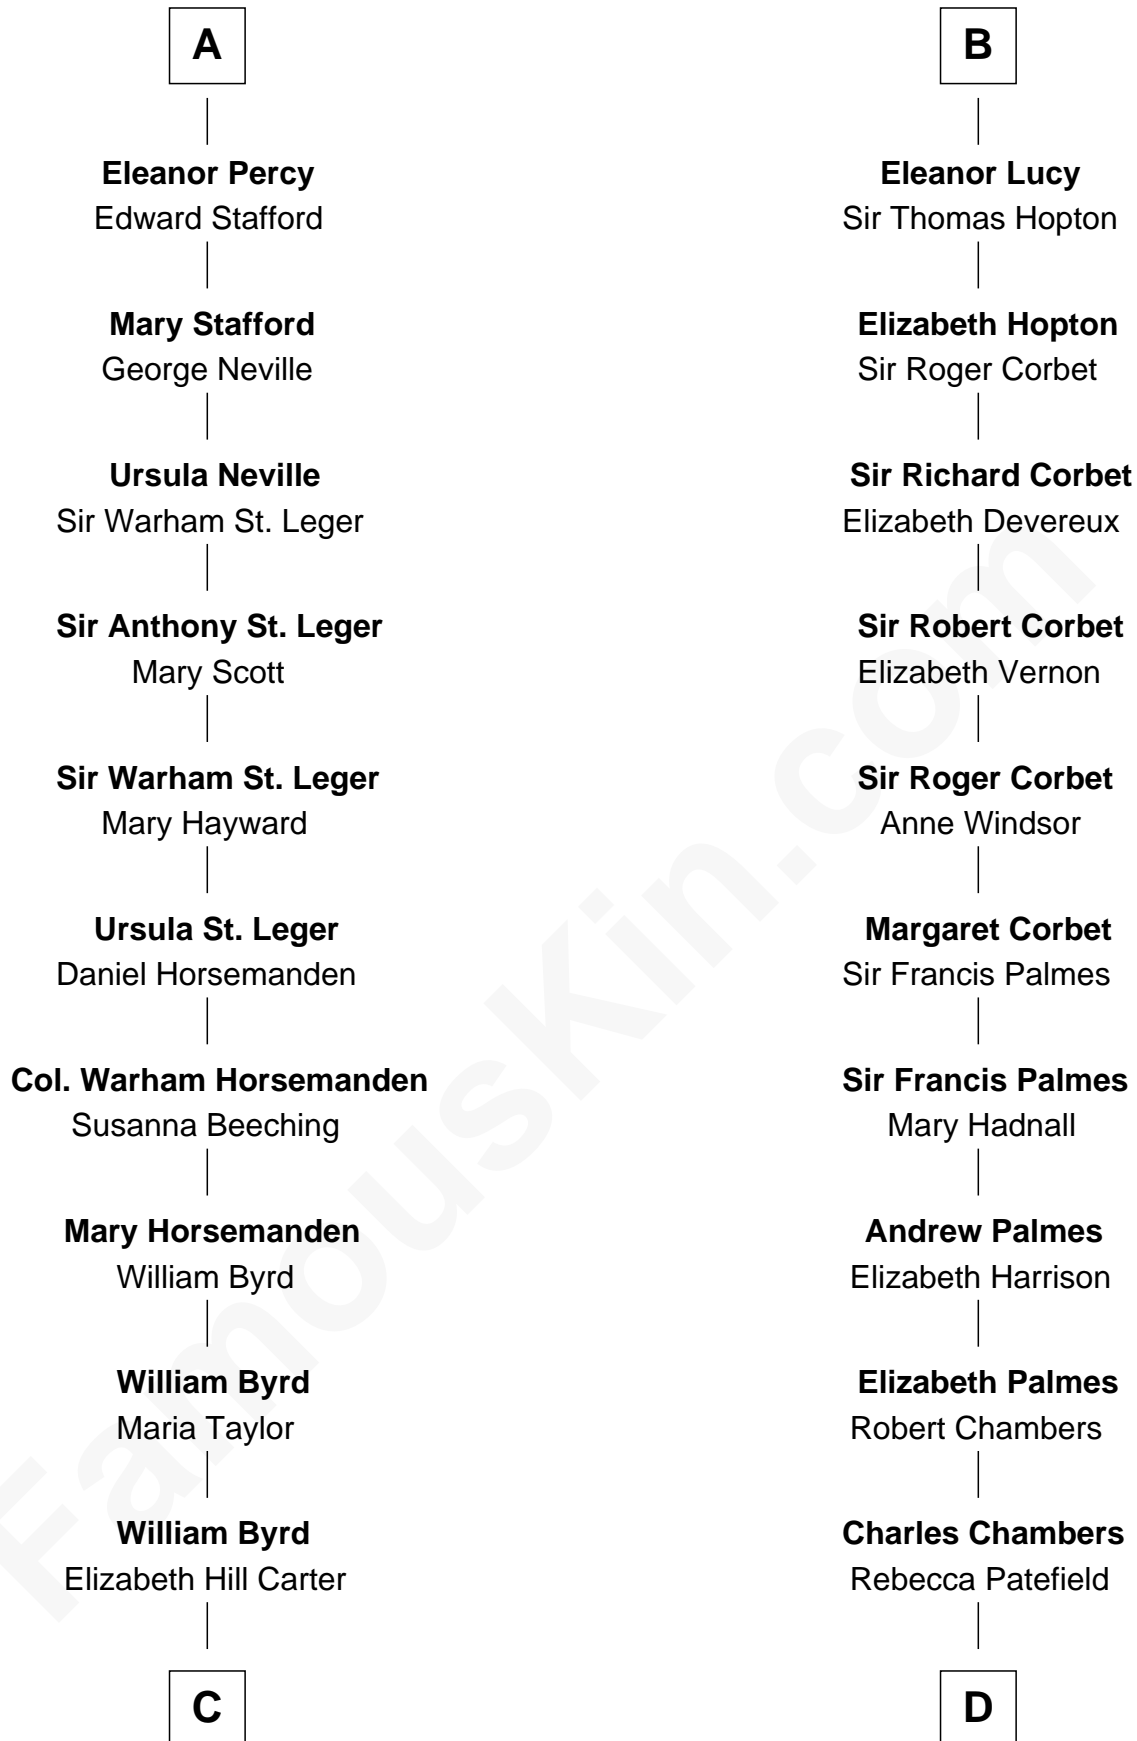 A
Eleanor Percy
Edward Stafford
Mary Stafford
George Neville
Ursula Neville
Sir Warham St. Leger
Sir Anthony St. Leger
Mary Scott
Sir Warham St. Leger
Mary Hayward
Ursula St. Leger
Daniel Horsemanden
Col. Warham Horsemanden
Susanna Beeching
Mary Horsemanden
William Byrd
William Byrd
Maria Taylor
William Byrd
Elizabeth Hill Carter
C
B
Eleanor Lucy
Sir Thomas Hopton
Elizabeth Hopton
Sir Roger Corbet
Sir Richard Corbet
Elizabeth Devereux
Sir Robert Corbet
Elizabeth Vernon
Sir Roger Corbet
Anne Windsor
Margaret Corbet
Sir Francis Palmes
Sir Francis Palmes
Mary Hadnall
Andrew Palmes
Elizabeth Harrison
Elizabeth Palmes
Robert Chambers
Charles Chambers
Rebecca Patefield
D
FamousKin.com